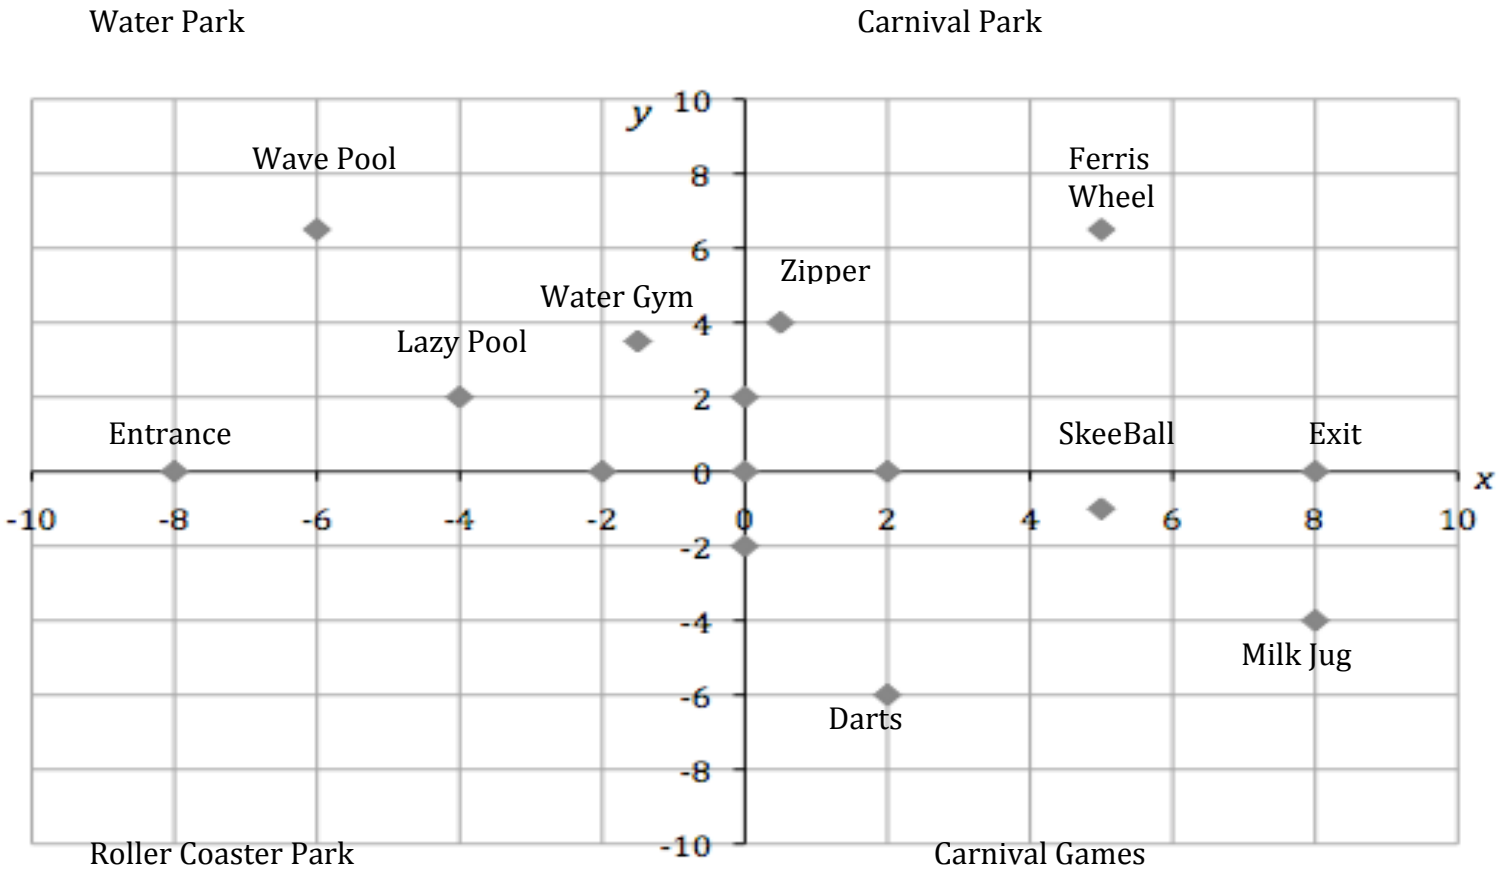 Water Park Carnival Park
y 10
Wave Pool Ferris
8
Wheel
6
Zipper
Water Gym
4
Lazy Pool
2
Entrance SkeeBall Exit
0 x
-10 -8 -6 -4 -2 0 2 4 6 8 10
-2
-4
Milk Jug
-6
Darts
-8
-10
Roller Coaster Park Carnival Games